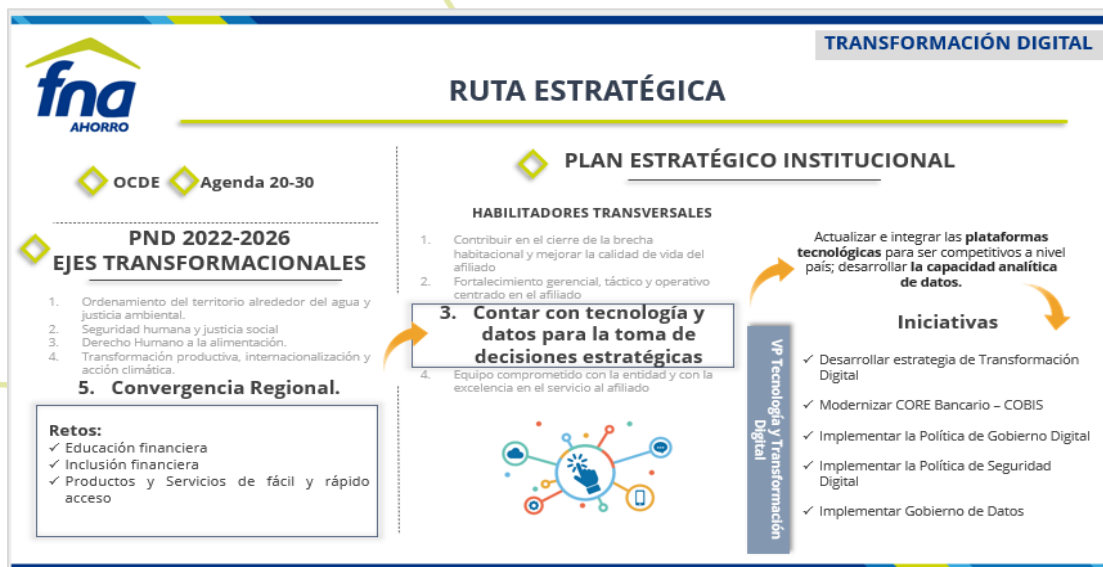 TRANSFORMACIÓN DIGITAL
fna
AHORRO
RUTA ESTRATÉGICA
OCDE
Agenda 20-30
PND 2022-2026
EJES TRANSFORMACIONALES
1. Ordenamiento del territorio alrededor del agua y
justicia ambiental.
2. Seguridad humana y justicia social
3. Derecho Humano a la alimentación.
4. Transformación productiva, internacionalización y
acción climática.
5. Convergencia Regional.
Retos:
✓ Educación financiera
✓ Inclusión financiera
✓ Productos y Servicios de fácil y rápido
acceso
PLAN ESTRATÉGICO INSTITUCIONAL
HABILITADORES TRANSVERSALES
1. Contribuir en el cierre de la brecha
habitacional y mejorar la calidad de vida del
afiliado
2. Fortalecimiento gerencial, táctico y operativo
centrado en el afiliado
3. Contar con tecnología y
datos para la toma de
decisiones estratégicas
4. Equipo comprometido con la entidad y con la
excelencia en el servicio al afiliado
VP Tecnología y Transformación
Digital
Actualizar e integrar las plataformas
tecnológicas para ser competitivos a nivel
país; desarrollar la capacidad analítica
de datos.
Iniciativas
✓ Desarrollar estrategia de Transformación
Digital
✓ Modernizar CORE Bancario – COBIS
✓ Implementar la Política de Gobierno Digital
✓ Implementar la Política de Seguridad
Digital
✓ Implementar Gobierno de Datos